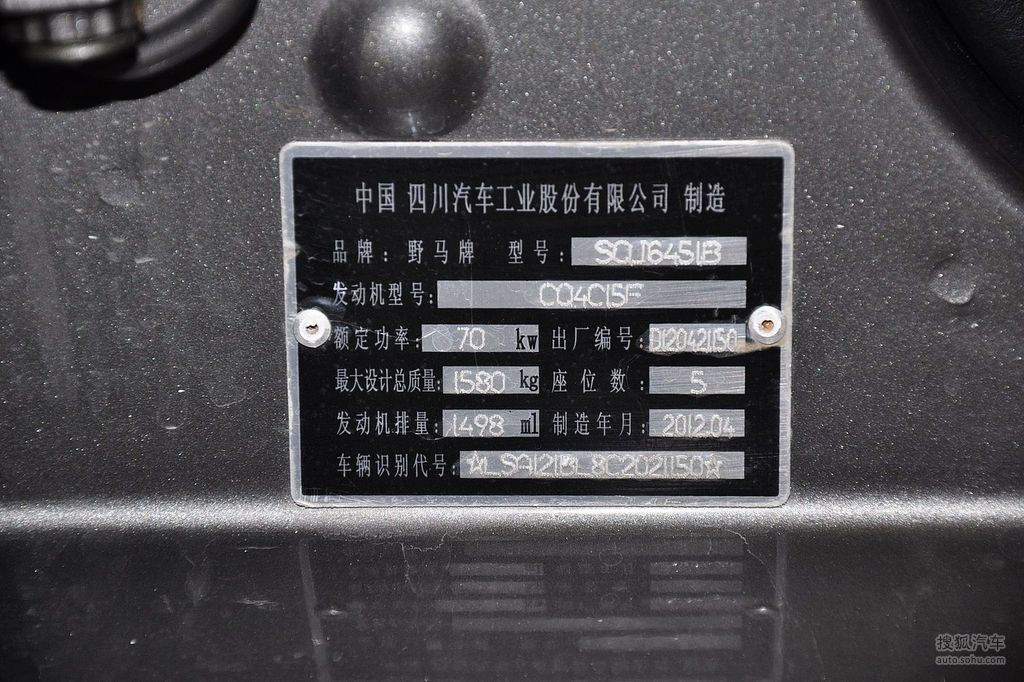 中国 四川汽车工业股份有限公司 制造
品牌: 野马牌 型号: SQJ6451B
发动机型号: CQ4C15F
额定功率: 70 kw 出厂编号: D120421150
最大设计总质量: 1580 kg 座位数: 5
发动机排量: 1498 ml 制造年月: 2012.04
车辆识别代号: ☆LSA121BL8C2021150☆
搜狐汽车
auto.sohu.com